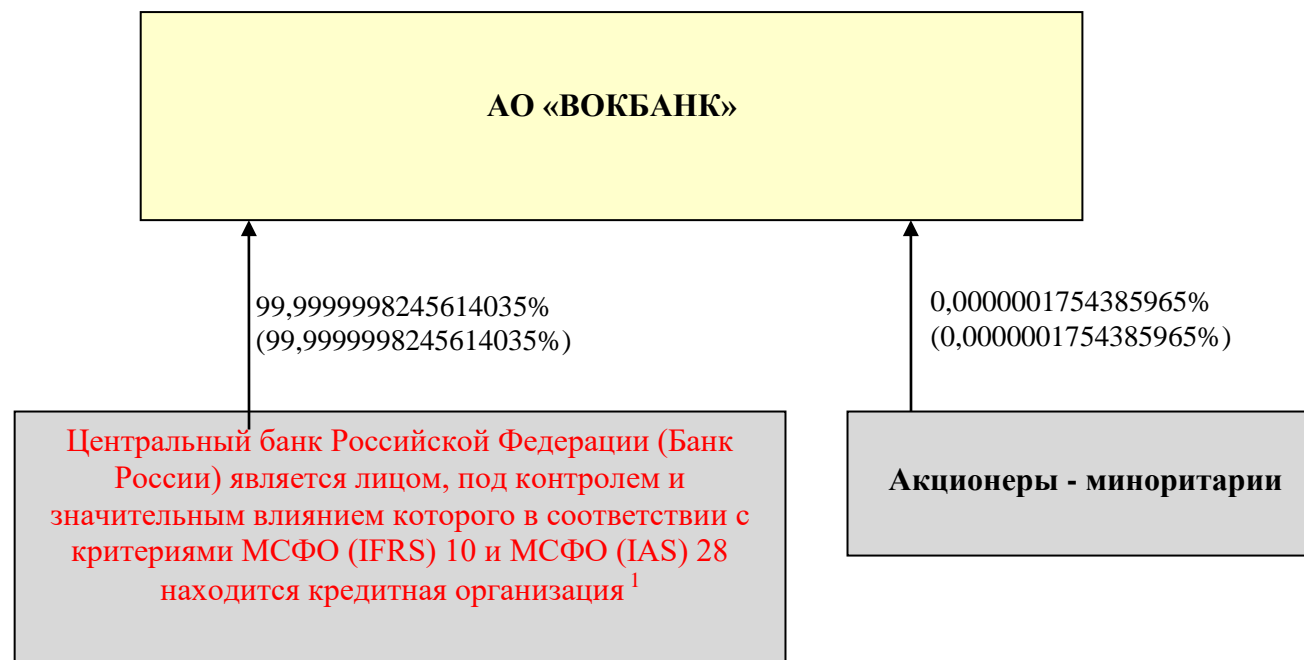 АО «ВОКБАНК»
99,9999998245614035%
(99,9999998245614035%)
0,0000001754385965%
(0,0000001754385965%)
Центральный банк Российской Федерации (Банк
России) является лицом, под контролем и
значительным влиянием которого в соответствии с
критериями МСФО (IFRS) 10 и МСФО (IAS) 28
находится кредитная организация 1
Акционеры - миноритарии